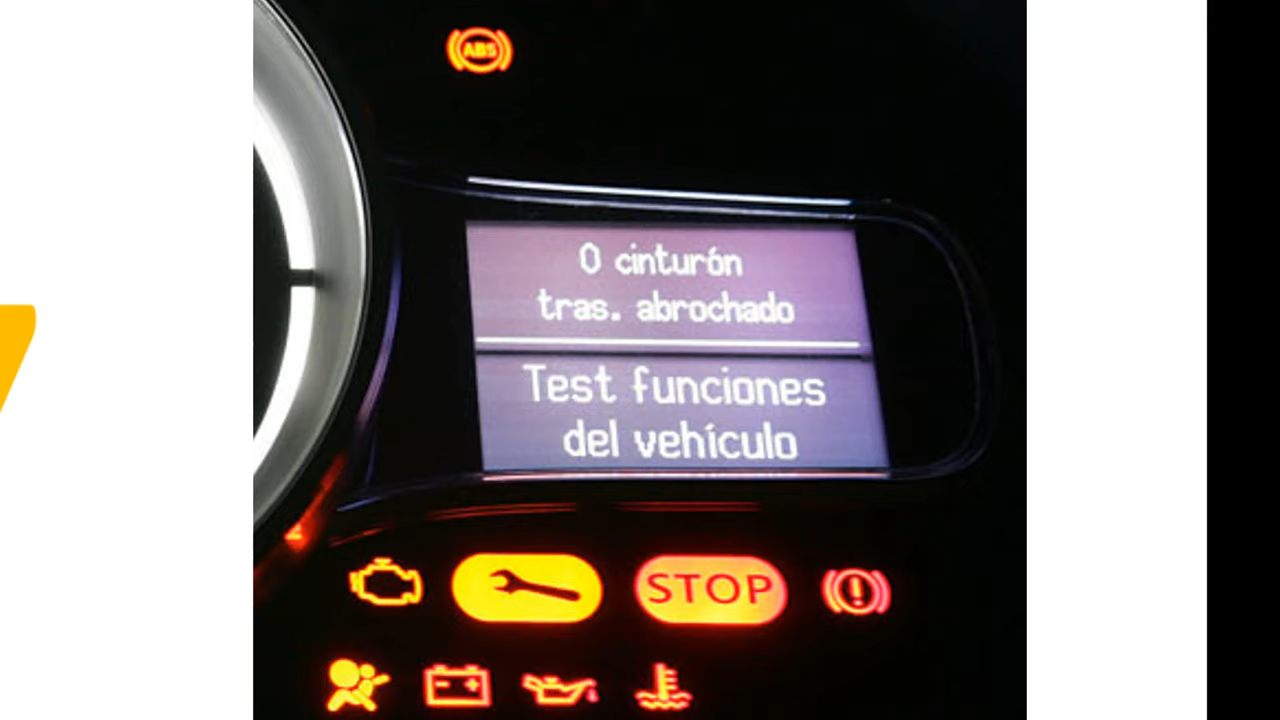 ABS
0 cinturón
tras. abrochado
Test funciones
del vehículo
STOP